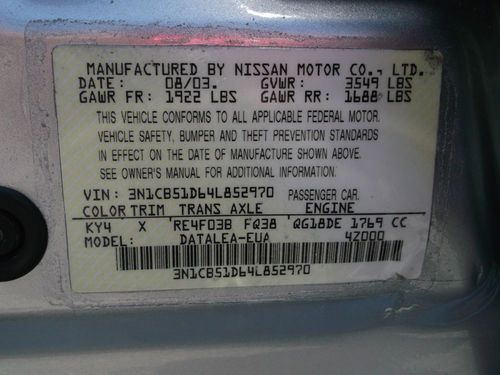 MANUFACTURED BY NISSAN MOTOR CO., LTD.
DATE: 08/03. GVWR: 3549 LBS
GAWR FR: 1922 LBS GAWR RR: 1688 LBS
THIS VEHICLE CONFORMS TO ALL APPLICABLE FEDERAL MOTOR.
VEHICLE SAFETY, BUMPER AND THEFT PREVENTION STANDARDS
IN EFFECT ON THE DATE OF MANUFACTURE SHOWN ABOVE.
SEE OWNER'S MANUAL FOR ADDITIONAL INFORMATION.
VIN: 3N1CB51D64L852970 PASSENGER CAR.
COLOR TRIM TRANS AXLE ENGINE
KY4 X RE4F03B FQ38 QG18DE 1769 CC
MODEL: DATALEA-EUA 4Z000
3N1CB51D64L852970